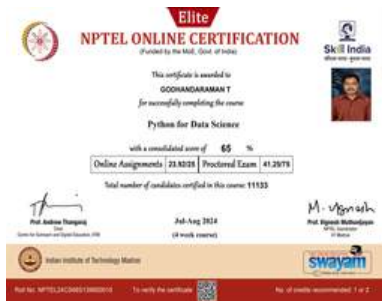 Elite
NPTEL ONLINE CERTIFICATION
(Funded by the MoE, Govt. of India)
Skill India
This certificate is awarded to
GODHANDARAMAN T
for successfully completing the course
Python for Data Science
with a consolidated score of 65 %
Online Assignments 23.92/25 Proctored Exam 41.25/75
Total number of candidates certified in this course: 11133
Prof. Andrew Thangaraj
Jul-Aug 2024
(4 week course)
M. Vignesh
Prof. Vignesh Muthuvijayan
Indian Institute of Technology Madras
swayam
To verify the certificate
No. of credits recommended: 1 or 2